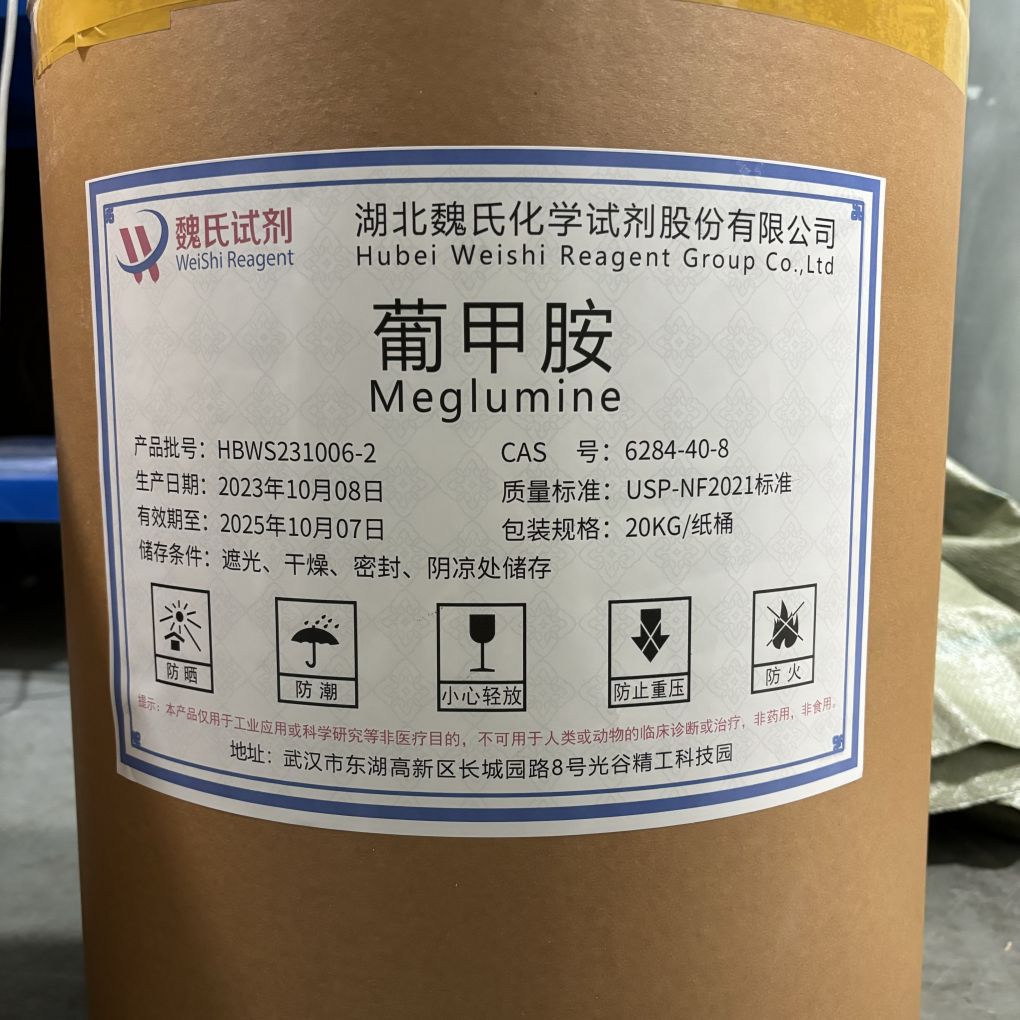 魏氏试剂
WeiShi Reagent
湖北魏氏化学试剂股份有限公司
Hubei Weishi Reagent Group Co.,Ltd
葡甲胺
Meglumine
产品批号：HBWS231006-2
CAS 号：6284-40-8
生产日期：2023年10月08日
质量标准：USP-NF2021标准
有效期至：2025年10月07日
包装规格：20KG/纸桶
储存条件：遮光、干燥、密封、阴凉处储存
防晒
防潮
小心轻放
防止重压
防火
提示：本产品仅用于工业应用或科学研究等非医疗目的，不可用于人类或动物的临床诊断或治疗，非药用，非食用。
地址：武汉市东湖高新区长城园路8号光谷精工科技园